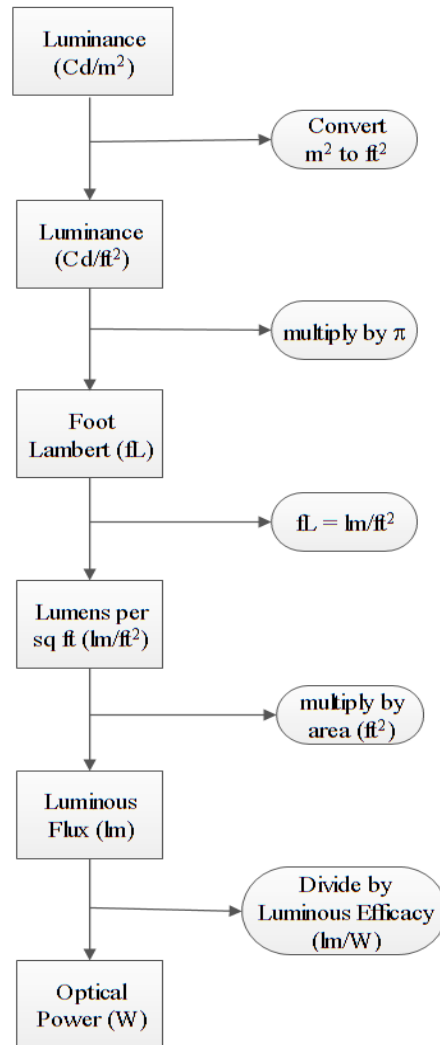 Luminance
(Cd/m²)
Convert
m² to ft²
Luminance
(Cd/ft²)
multiply by π
Foot
Lambert (fL)
fL = lm/ft²
Lumens per
sq ft (lm/ft²)
multiply by
area (ft²)
Luminous
Flux (lm)
Divide by
Luminous Efficacy
(lm/W)
Optical
Power (W)